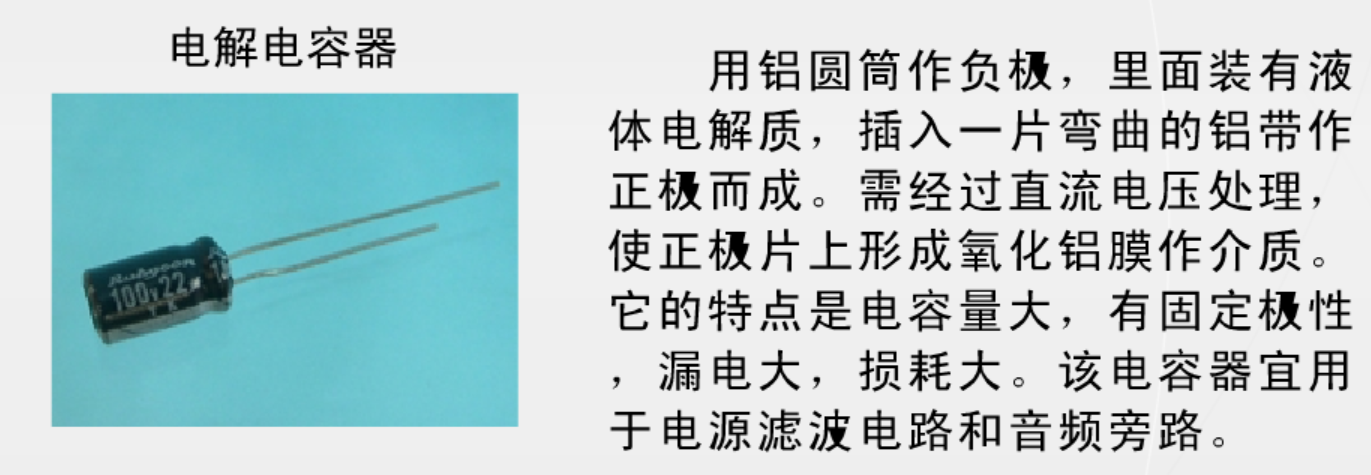 电解电容器
Rubycon
100v22
用铝圆筒作负极，里面装有液
体电解质，插入一片弯曲的铝带作
正极而成。需经过直流电压处理，
使正极片上形成氧化铝膜作介质。
它的特点是电容量大，有固定极性
，漏电大，损耗大。该电容器宜用
于电源滤波电路和音频旁路。